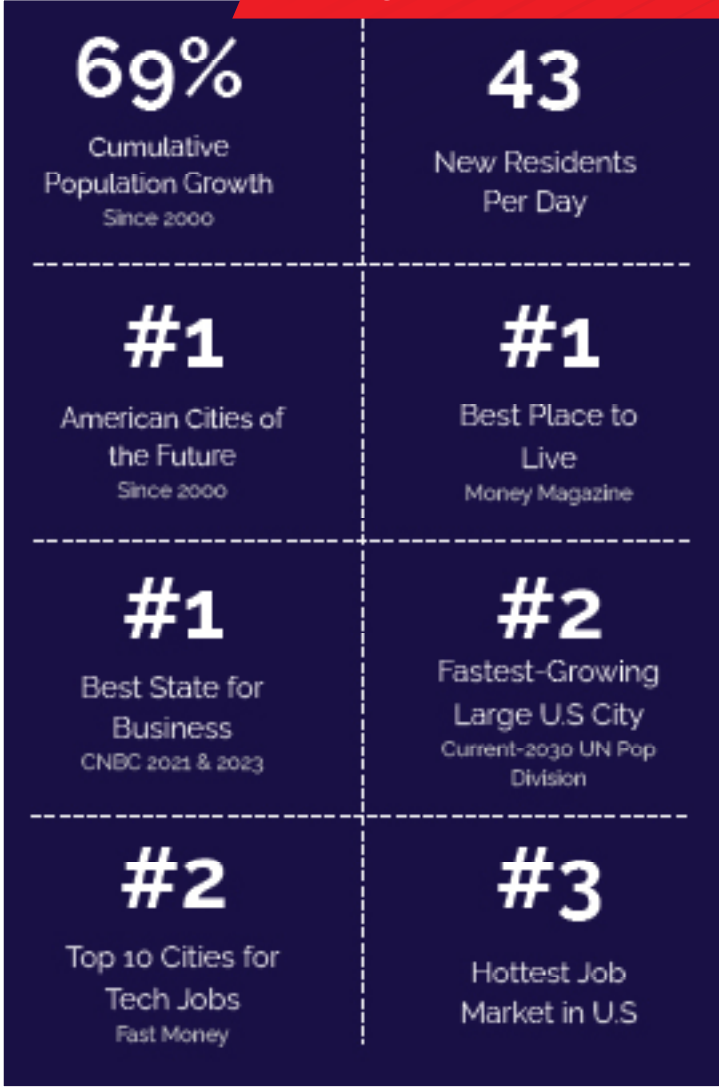 69%
Cumulative
Population Growth
Since 2000
43
New Residents
Per Day
#1
American Cities of
the Future
Since 2000
#1
Best Place to
Live
Money Magazine
#1
Best State for
Business
CNBC 2021 & 2023
#2
Fastest-Growing
Large U.S City
Current-2030 UN Pop
Division
#2
Top 10 Cities for
Tech Jobs
Fast Money
#3
Hottest Job
Market in U.S